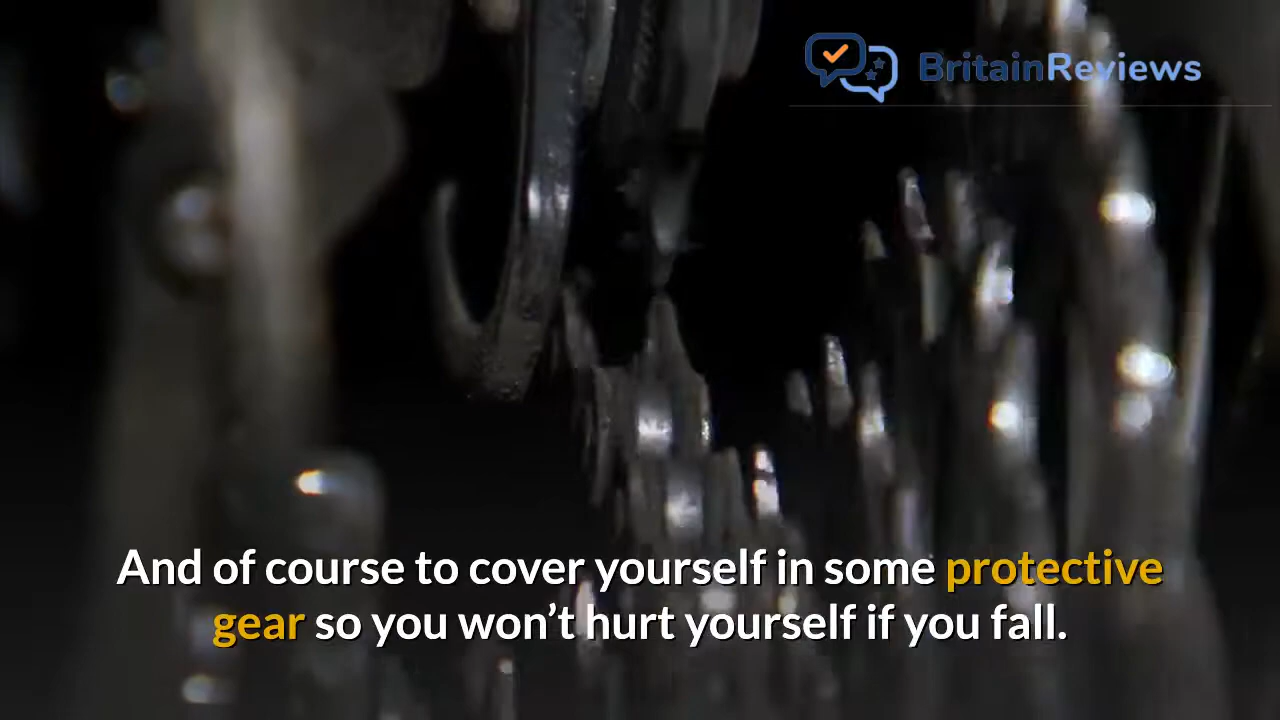 BritainReviews
And of course to cover yourself in some protective
gear so you won’t hurt yourself if you fall.